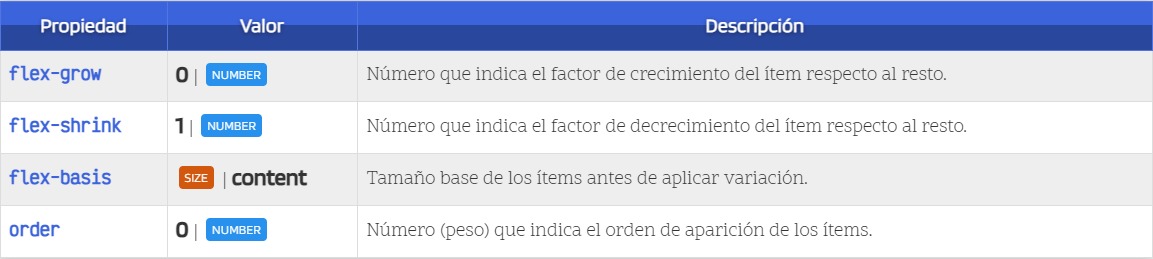 Propiedad Valor Descripción
flex-grow 0 | NUMBER Número que indica el factor de crecimiento del ítem respecto al resto.
flex-shrink 1 | NUMBER Número que indica el factor de decrecimiento del ítem respecto al resto.
flex-basis SIZE | content Tamaño base de los ítems antes de aplicar variación.
order 0 | NUMBER Número (peso) que indica el orden de aparición de los ítems.